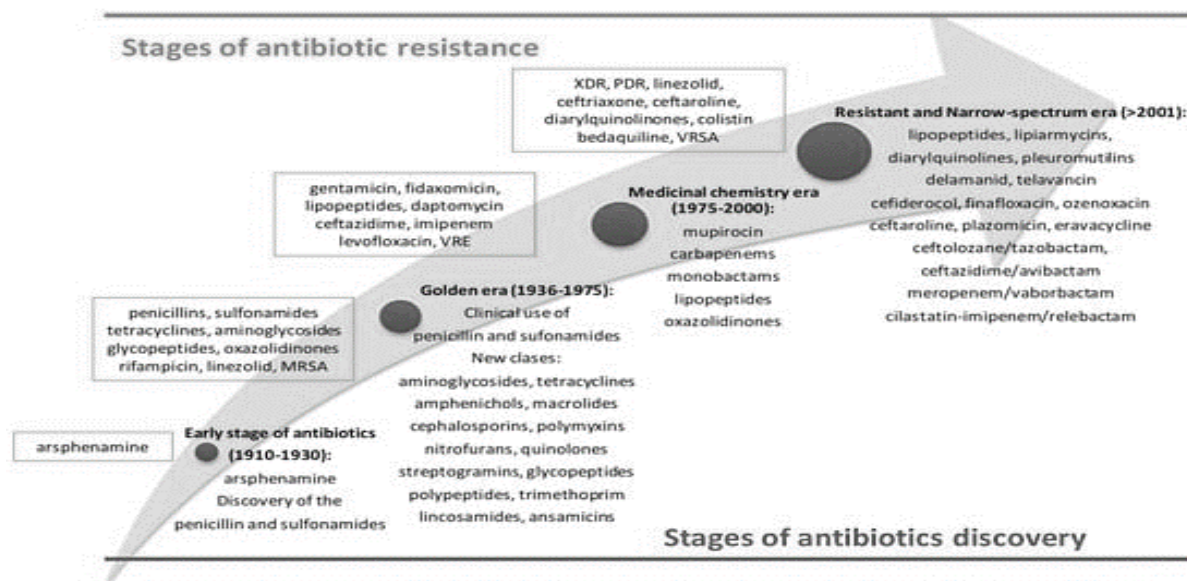 Stages of antibiotic resistance
XDR, PDR, linezolid,
ceftriaxone, ceftaroline,
diarylquinolinones, colistin
bedaquiline, VRSA
Resistant and Narrow-spectrum era (>2001):
lipopeptides, lipiarmycins,
diarylquinolines, pleuromutilins
delamanid, telavancin
cefiderocol, finafloxacin, ozenoxacin
ceftaroline, plazomicin, eravacycline
ceftolozane/tazobactam,
ceftazidime/avibactam
meropenem/vaborbactam
cilastatin-imipenem/relebactam
gentamicin, fidaxomicin,
lipopeptides, daptomycin
ceftazidime, imipenem
levofloxacin, VRE
Medicinal chemistry era
(1975-2000):
mupirocin
carbapenems
monobactams
lipopeptides
oxazolidinones
penicillins, sulfonamides
tetracyclines, aminoglycosides
glycopeptides, oxazolidinones
rifampicin, linezolid, MRSA
Golden era (1936-1975):
Clinical use of
penicillin and sufonamides
New clases:
aminoglycosides, tetracyclines
amphenichols, macrolides
cephalosporins, polymyxins
nitrofurans, quinolones
streptogramins, glycopeptides
polypeptides, trimethoprim
lincosamides, ansamicins
arsphenamine
Early stage of antibiotics
(1910-1930):
arsphenamine
Discovery of the
penicillin and sulfonamides
Stages of antibiotics discovery